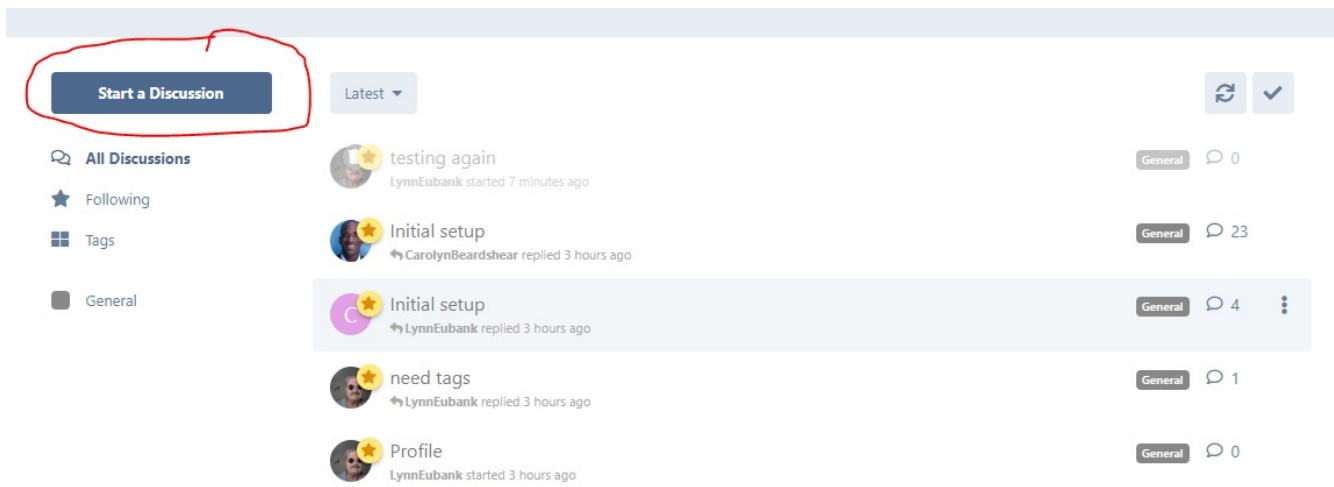 Start a Discussion
Latest
All Discussions
Following
Tags
General
testing again
General 0
LynnEubank started 7 minutes ago
Initial setup
General 23
CarolynBeardshear replied 3 hours ago
C
Initial setup
General 4
LynnEubank replied 3 hours ago
need tags
General 1
LynnEubank replied 3 hours ago
Profile
General 0
LynnEubank started 3 hours ago